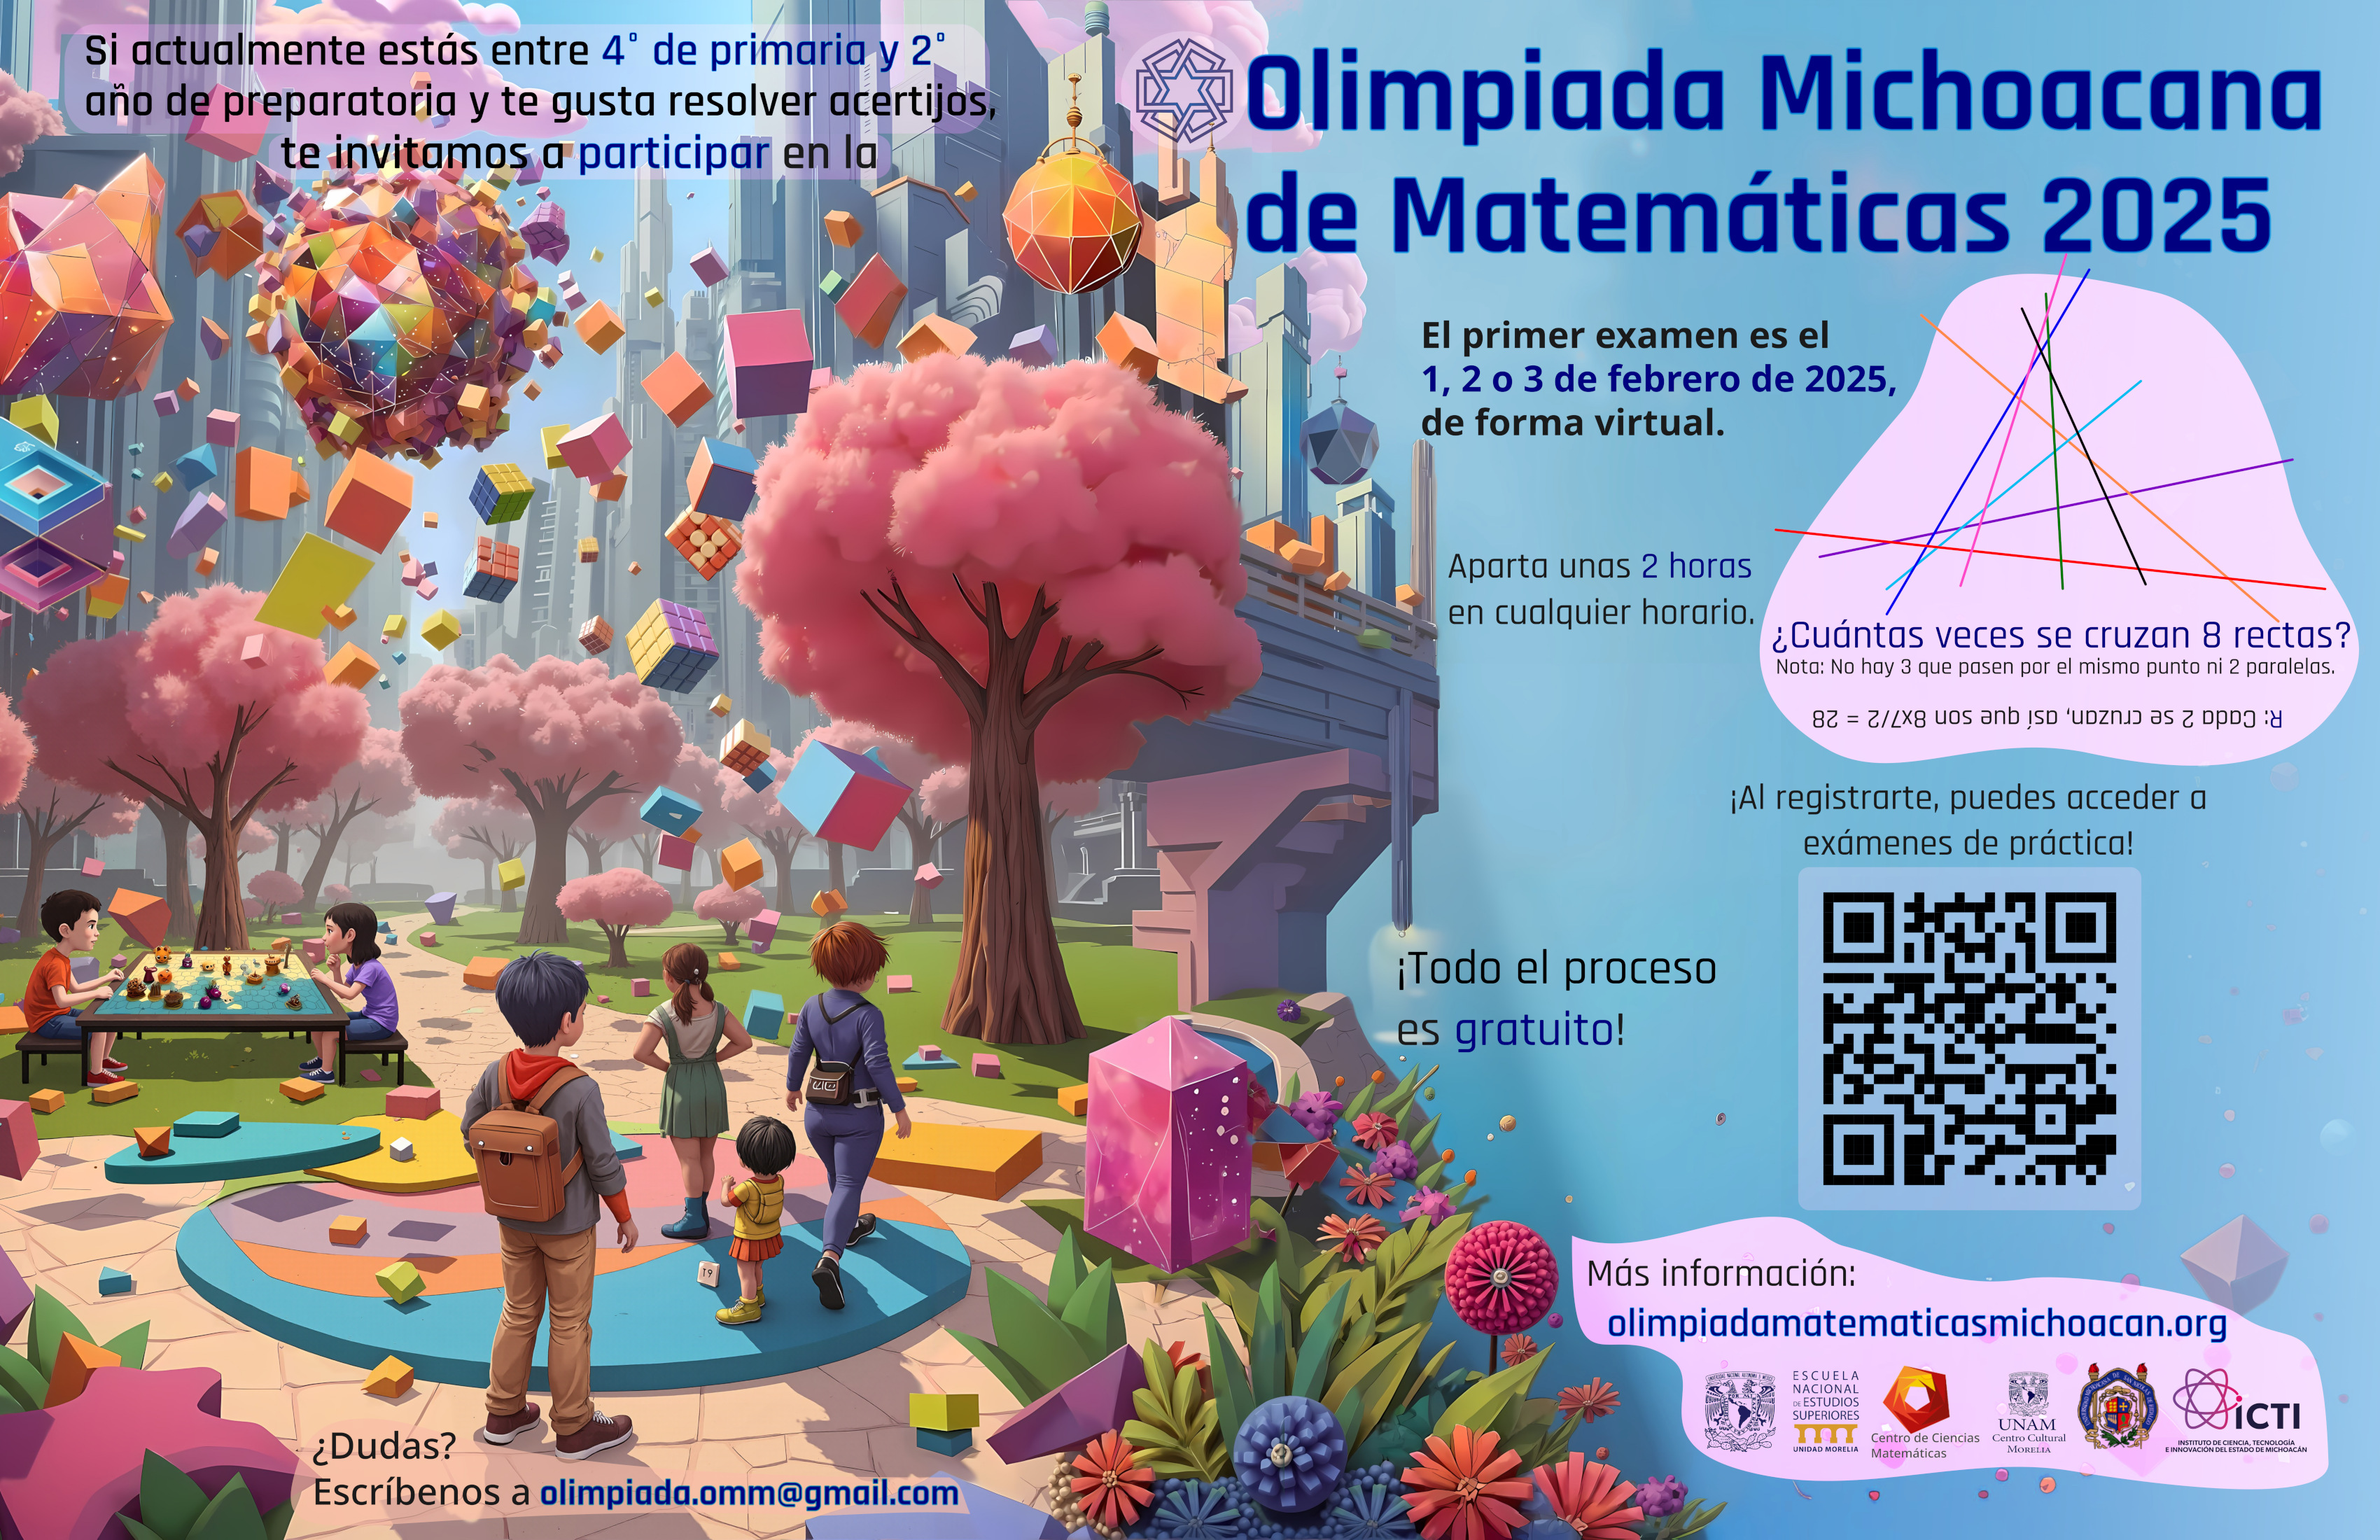 Si actualmente estás entre 4° de primaria y 2°
año de preparatoria y te gusta resolver acertijos,
te invitamos a participar en la
Olimpiada Michoacana
de Matemáticas 2025
El primer examen es el
1, 2 o 3 de febrero de 2025,
de forma virtual.
Aparta unas 2 horas
en cualquier horario.
¿Cuántas veces se cruzan 8 rectas?
Nota: No hay 3 que pasen por el mismo punto ni 2 paralelas.
R: Cada 2 se cruzan, así que son 8x7/2 = 28
¡Al registrarte, puedes acceder a
exámenes de práctica!
¡Todo el proceso
es gratuito!
Más información:
olimpiadamatematicasmichoacan.org
ESCUELA
NACIONAL
DE ESTUDIOS
SUPERIORES
UNIDAD MORELIA
Centro de Ciencias
Matemáticas
UNAM
Centro Cultural
MORELIA
iCTI
INSTITUTO DE CIENCIA, TECNOLOGÍA
E INNOVACIÓN DEL ESTADO DE MICHOACÁN
¿Dudas?
Escríbenos a olimpiada.omm@gmail.com